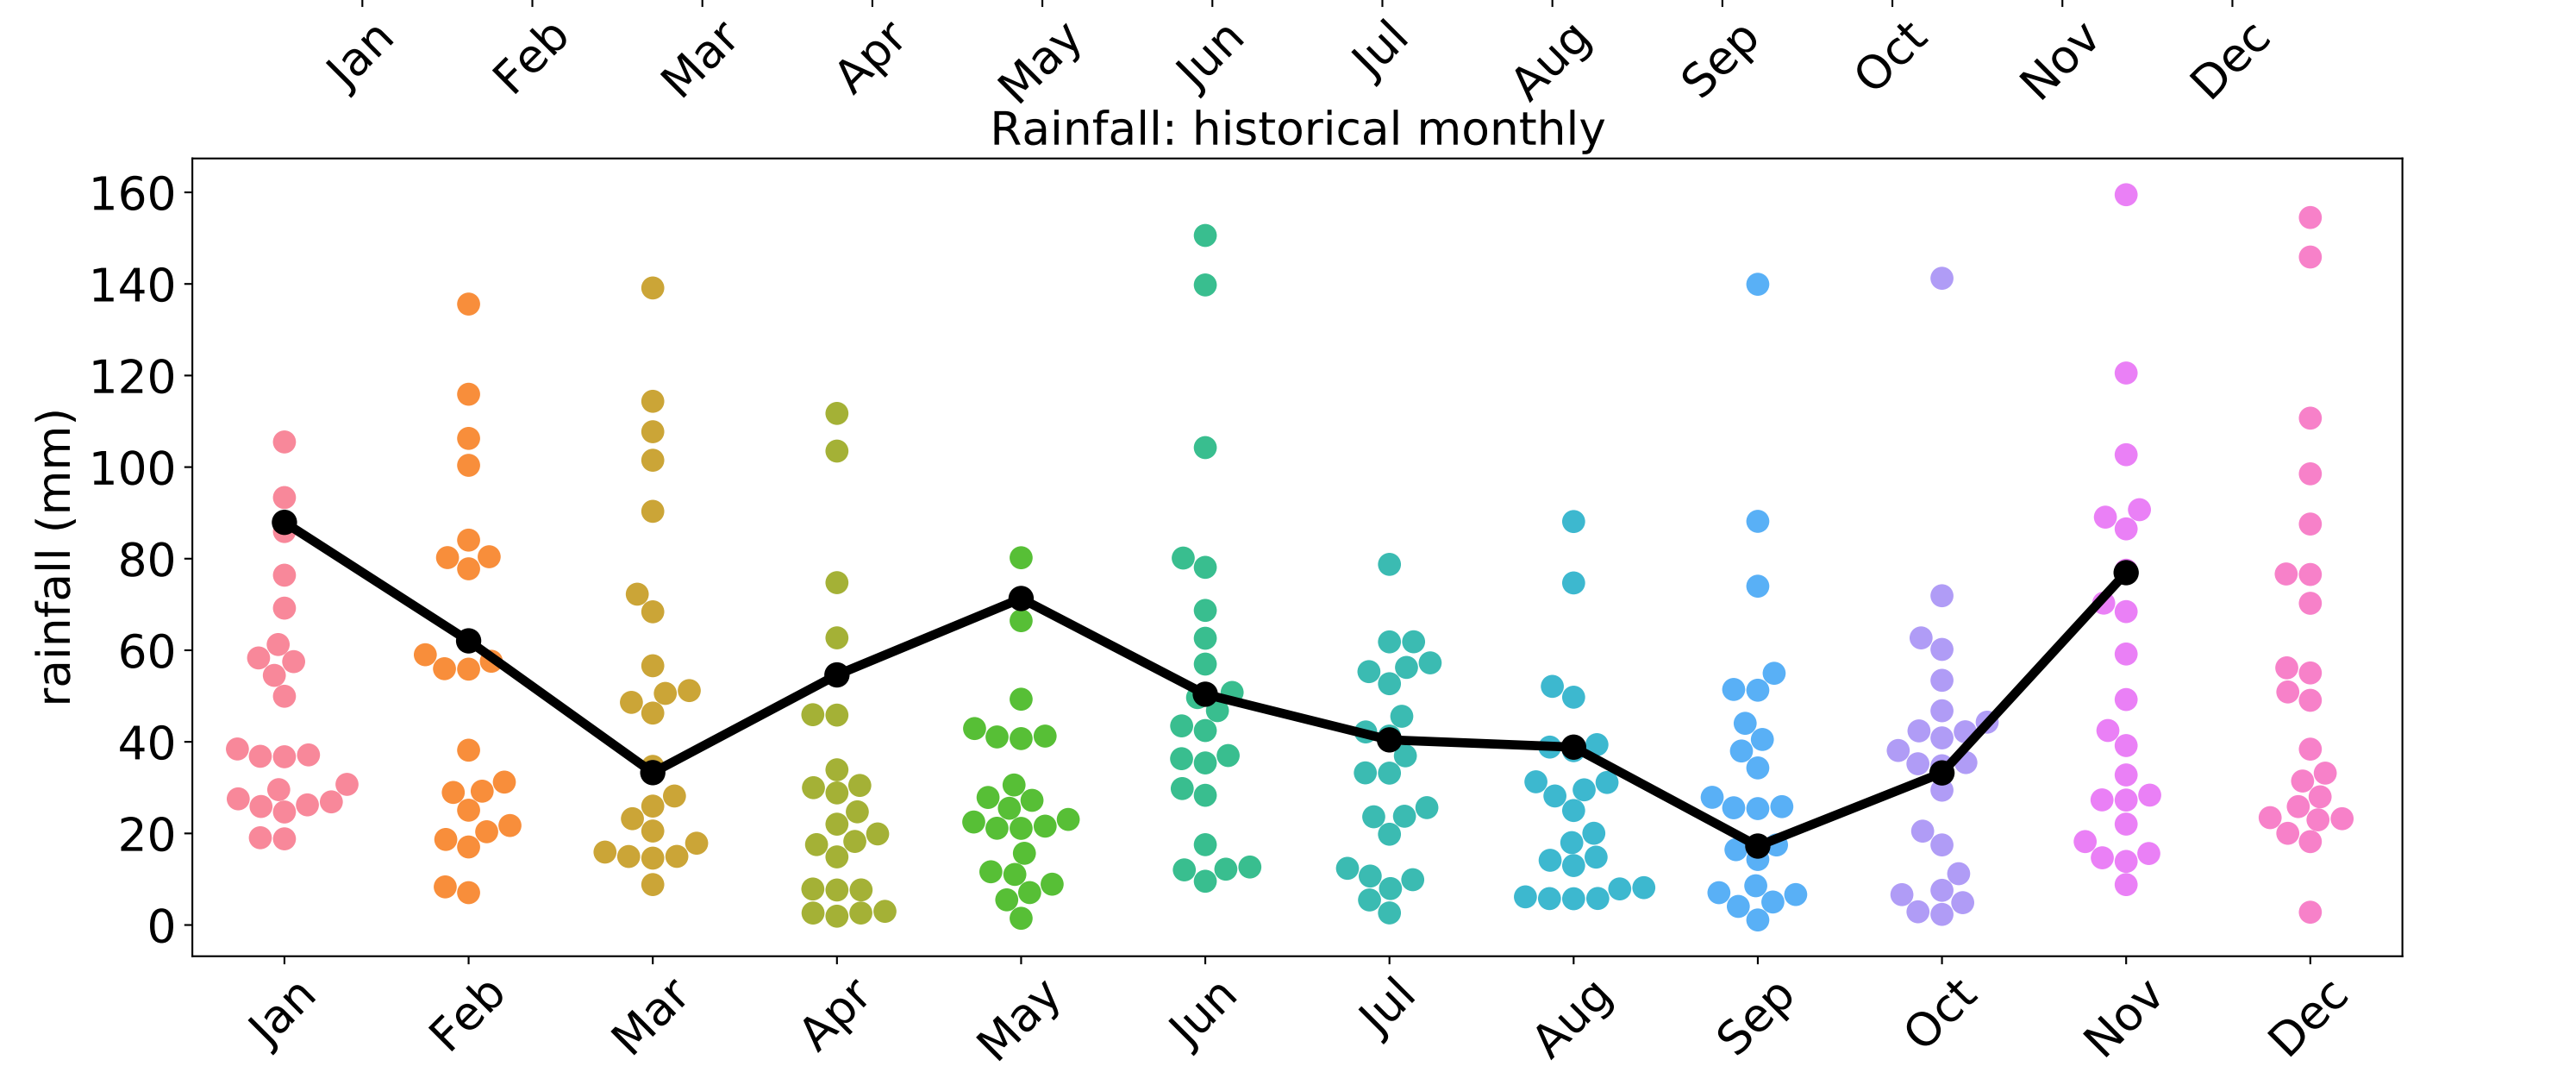 Jan Feb Mar Apr May Jun Jul Aug Sep Oct Nov Dec
Rainfall: historical monthly
160
140
120
100
80
60
40
20
0
rainfall (mm)
Jan Feb Mar Apr May Jun Jul Aug Sep Oct Nov Dec